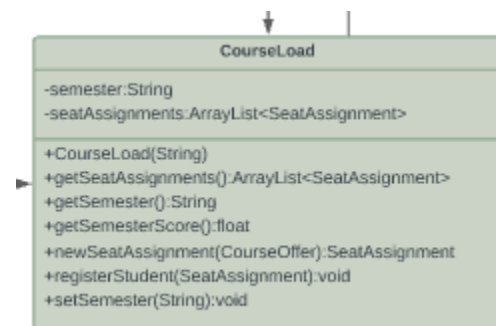 CourseLoad
-semester:String
-seatAssignments:ArrayList<SeatAssignment>
+CourseLoad(String)
+getSeatAssignments():ArrayList<SeatAssignment>
+getSemester():String
+getSemesterScore():float
+newSeatAssignment(CourseOffer):SeatAssignment
+registerStudent(SeatAssignment):void
+setSemester(String):void